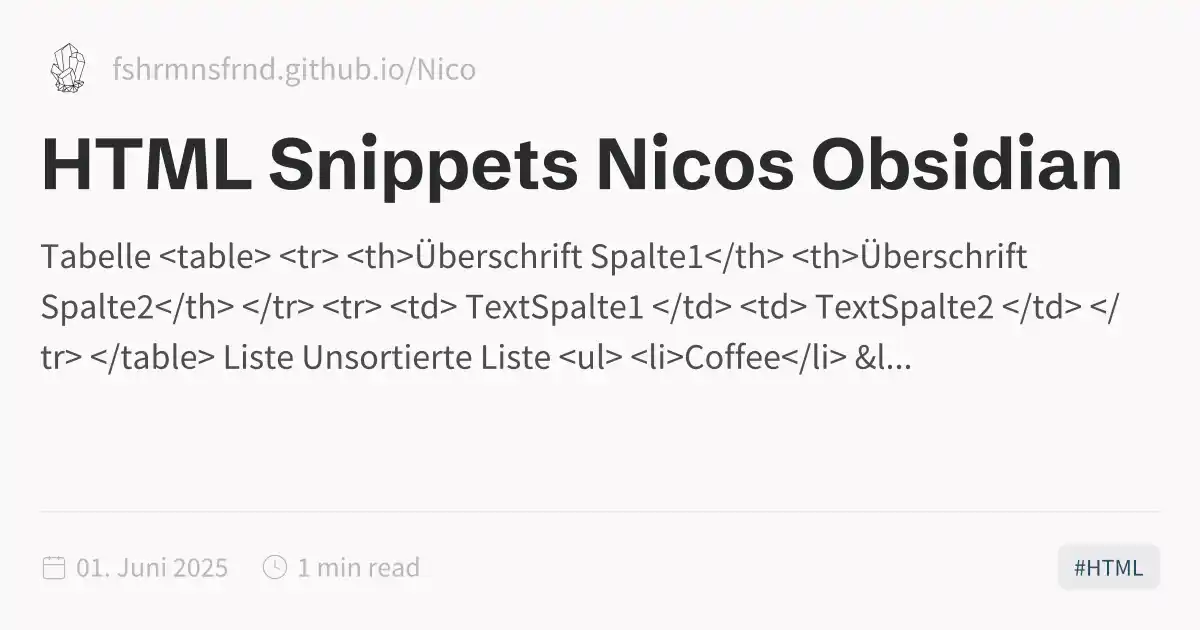 fshrmnsfrnd.github.io/Nico
HTML Snippets Nicos Obsidian
Tabelle <table> <tr> <th>Überschrift Spalte1</th> <th>Überschrift
Spalte2</th> </tr> <tr> <td> TextSpalte1 </td> <td> TextSpalte2 </td> </
tr> </table> Liste Unsortierte Liste <ul> <li>Coffee</li> &l...
01. Juni 2025 1 min read #HTML